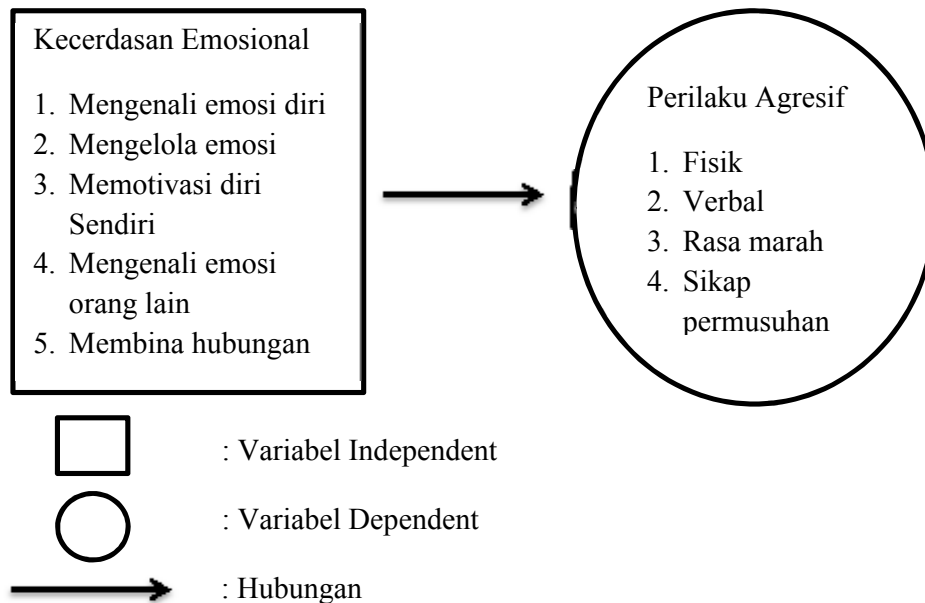 Kecerdasan Emosional
1. Mengenali emosi diri
2. Mengelola emosi
3. Memotivasi diri
Sendiri
4. Mengenali emosi
orang lain
5. Membina hubungan
Perilaku Agresif
1. Fisik
2. Verbal
3. Rasa marah
4. Sikap
permusuhan
: Variabel Independent
: Variabel Dependent
: Hubungan